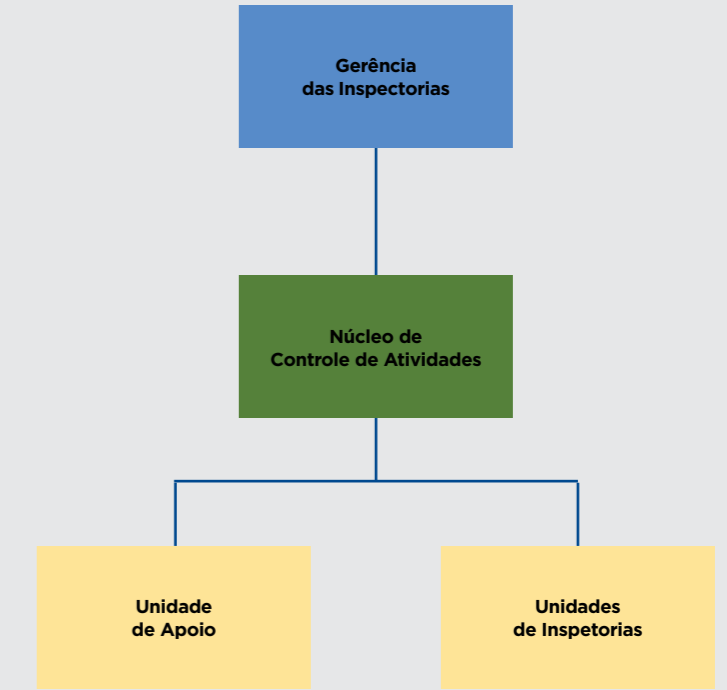 Gerência
das Inspectorias
Núcleo de
Controle de Atividades
Unidade
de Apoio
Unidades
de Inspetorias